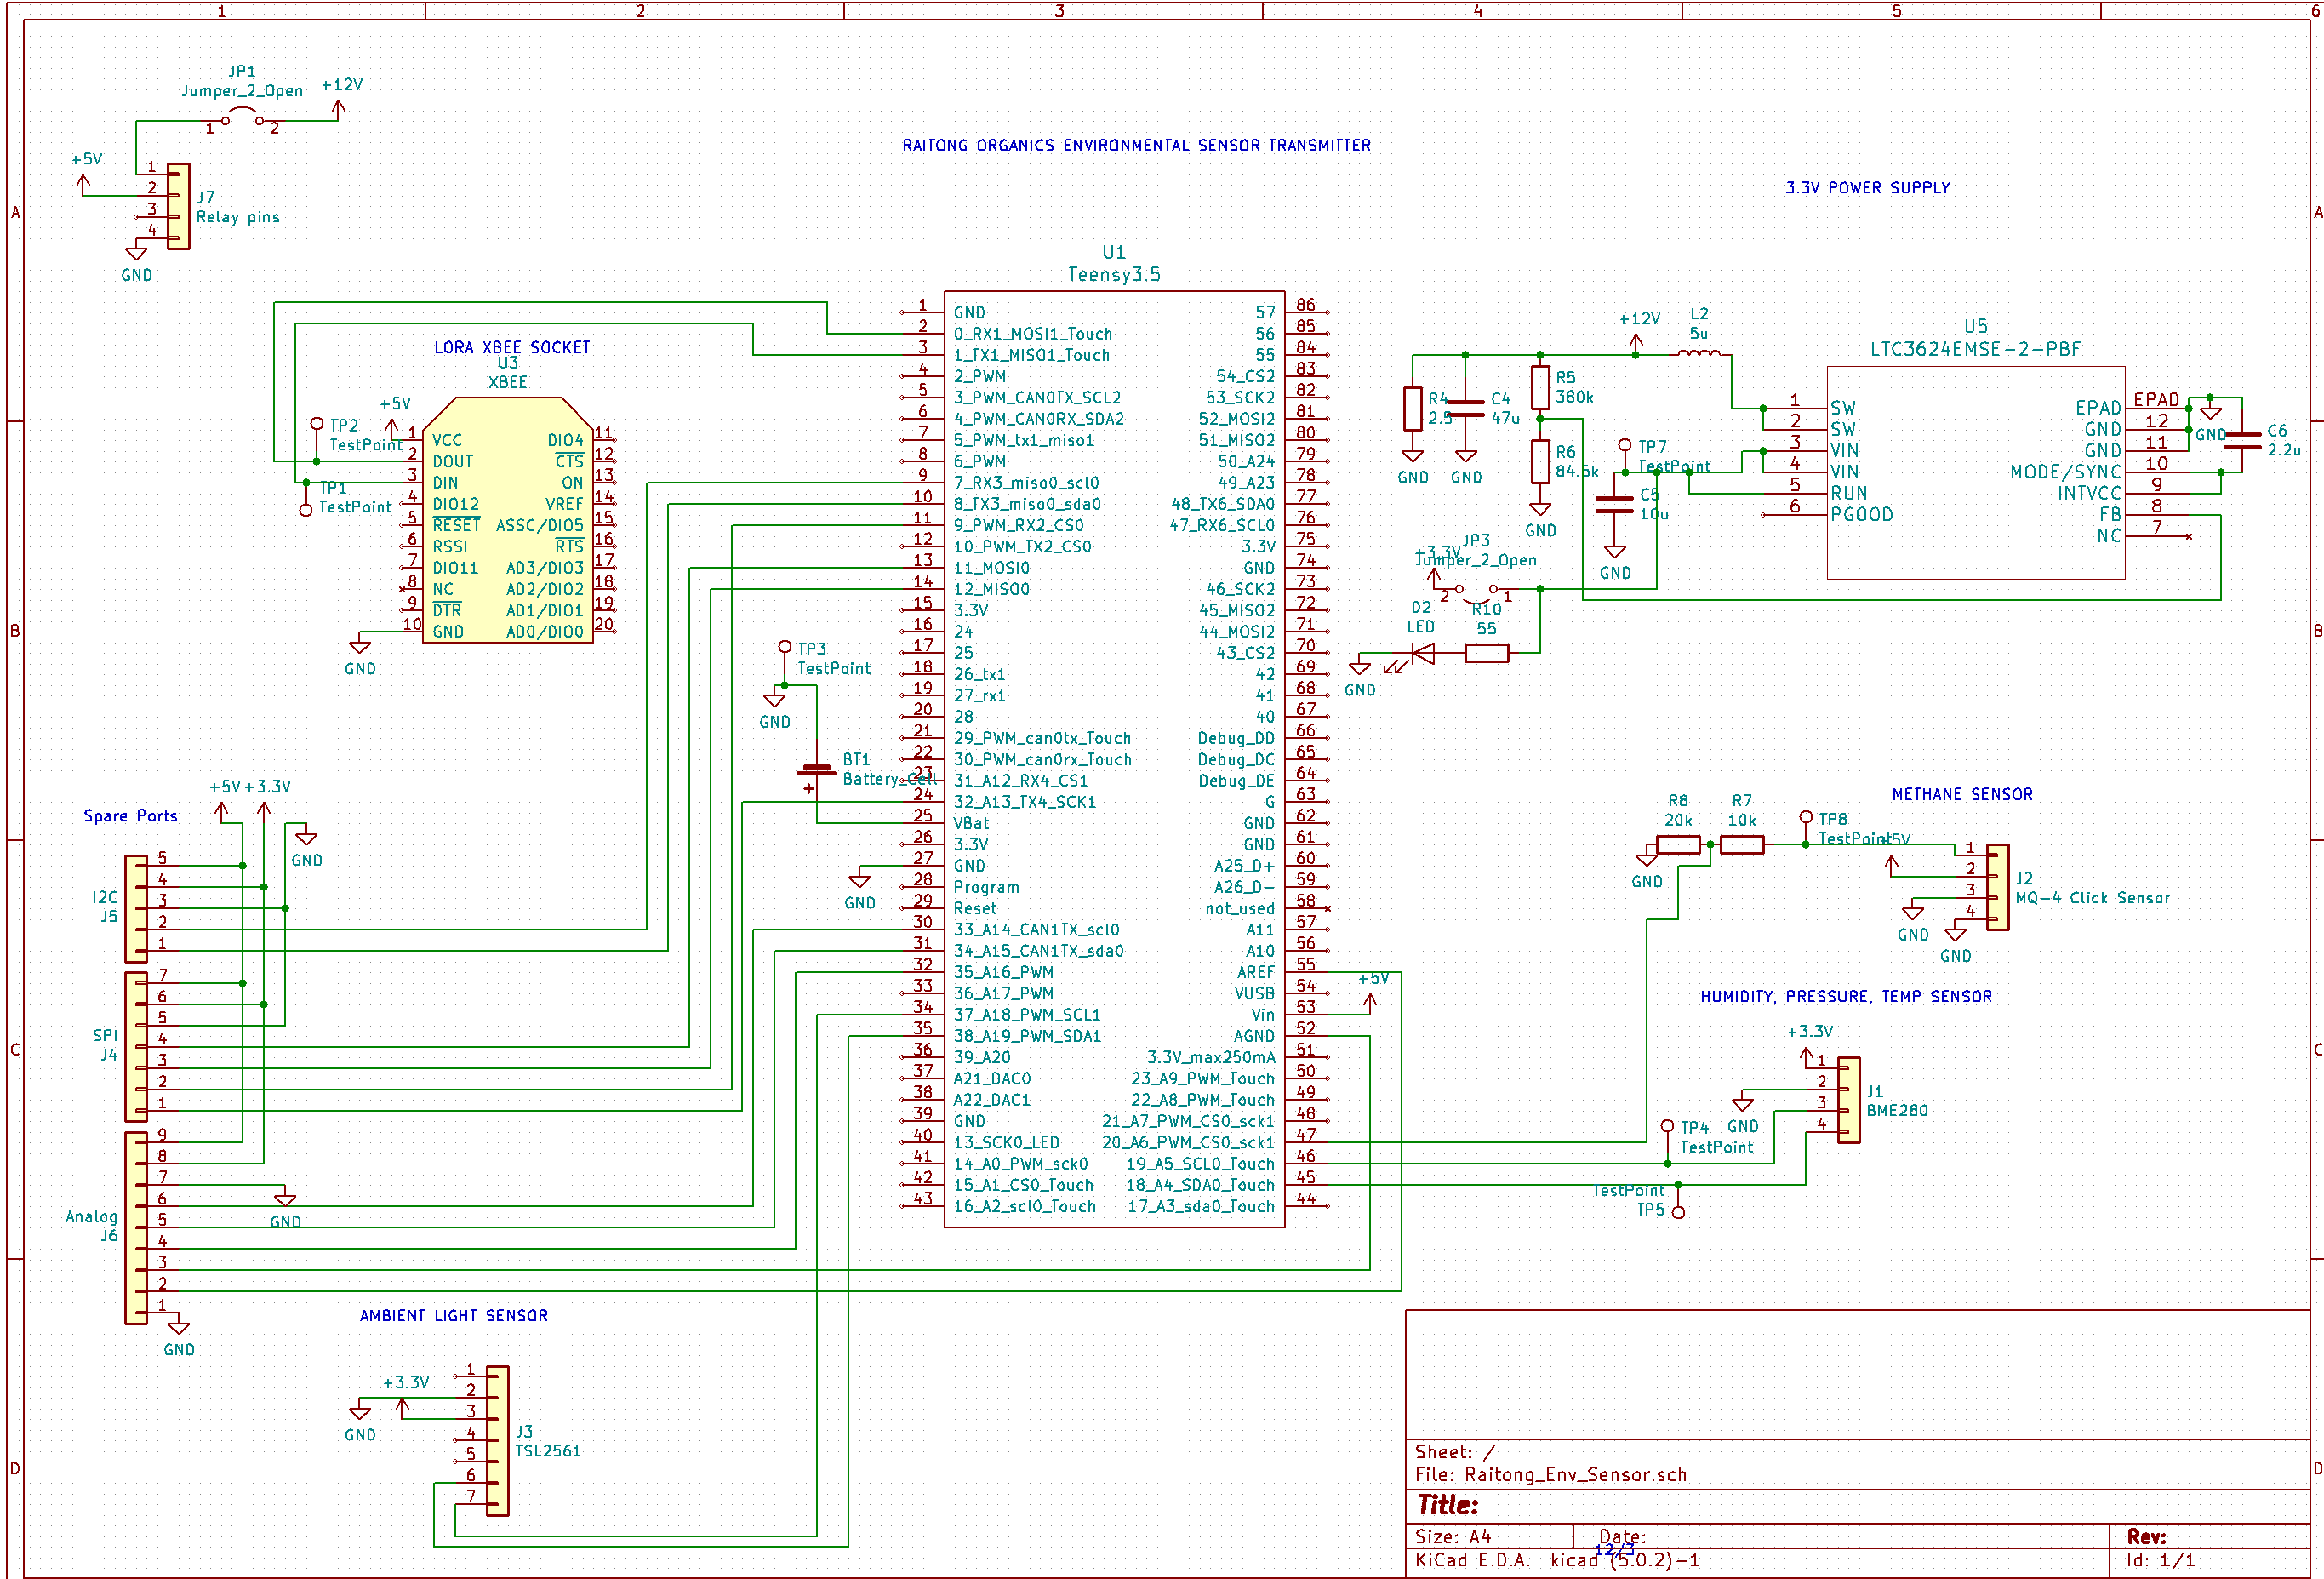 1 2 3 4 5 6
A
B
C
D
A
B
C
D
JP1
Jumper_2_Open
+12V
1 2
+5V
1
2
3
4
J7
Relay pins
GND
RAITONG ORGANICS ENVIRONMENTAL SENSOR TRANSMITTER
3.3V POWER SUPPLY
LORA XBEE SOCKET
U3
XBEE
+5V
TP2
TestPoint
TP1
TestPoint
1 VCC DIO4 11
2 DOUT CTS 12
3 DIN ON 13
4 DIO12 VREF 14
5 RESET ASSC/DIO5 15
6 RSSI RTS 16
7 DIO11 AD3/DIO3 17
8 NC AD2/DIO2 18
9 DTR AD1/DIO1 19
10 GND AD0/DIO0 20
GND
U1
Teensy3.5
1 GND 57 86
2 0_RX1_MOSI1_Touch 56 85
3 1_TX1_MISO1_Touch 55 84
4 2_PWM 54_CS2 83
5 3_PWM_CAN0TX_SCL2 53_SCK2 82
6 4_PWM_CAN0RX_SDA2 52_MOSI2 81
7 5_PWM_tx1_miso1 51_MISO2 80
8 6_PWM 50_A24 79
9 7_RX3_miso0_scl0 49_A23 78
10 8_TX3_miso0_sda0 48_TX6_SDA0 77
11 9_PWM_RX2_CS0 47_RX6_SCL0 76
12 10_PWM_TX2_CS0 3.3V 75
13 11_MOSI0 GND 74
14 12_MISO0 46_SCK2 73
15 3.3V 45_MISO2 72
16 24 44_MOSI2 71
17 25 43_CS2 70
18 26_tx1 42 69
19 27_rx1 41 68
20 28 40 67
21 29_PWM_can0tx_Touch Debug_DD 66
22 30_PWM_can0rx_Touch Debug_DC 65
23 31_A12_RX4_CS1 Debug_DE 64
24 32_A13_TX4_SCK1 G 63
25 VBat GND 62
26 3.3V GND 61
27 GND A25_D+ 60
28 Program A26_D- 59
29 Reset not_used 58
30 33_A14_CAN1TX_scl0 A11 57
31 34_A15_CAN1TX_sda0 A10 56
32 35_A16_PWM AREF 55
33 36_A17_PWM VUSB 54
34 37_A18_PWM_SCL1 Vin 53
35 38_A19_PWM_SDA1 AGND 52
36 39_A20 3.3V_max250mA 51
37 A21_DAC0 23_A9_PWM_Touch 50
38 A22_DAC1 22_A8_PWM_Touch 49
39 GND 21_A7_PWM_CS0_sck1 48
40 13_SCK0_LED 20_A6_PWM_CS0_sck1 47
41 14_A0_PWM_sck0 19_A5_SCL0_Touch 46
42 15_A1_CS0_Touch 18_A4_SDA0_Touch 45
43 16_A2_scl0_Touch 17_A3_sda0_Touch 44
TP3
TestPoint
GND
BT1
Battery_Cell
+
GND
+5V
+12V
L2
5u
R4
2.5
GND
C4
47u
GND
R5
380k
R6
84.5k
GND
TP7
TestPoint
C5
10u
GND
+3.3V
JP3
Jumper_2_Open
2 1
D2
LED
R10
55
GND
U5
LTC3624EMSE-2-PBF
1 SW EPAD EPAD
2 SW GND 12
3 VIN GND 11
4 VIN MODE/SYNC 10
5 RUN INTVCC 9
6 PGOOD FB 8
NC 7
GND
C6
2.2u
METHANE SENSOR
R8
20k
R7
10k
TP8
TestPoint
+5V
GND
1
2
3
4
J2
MQ-4 Click Sensor
GND
GND
HUMIDITY, PRESSURE, TEMP SENSOR
+3.3V
1
2
3
4
J1
BME280
GND
TP4
TestPoint
TestPoint
TP5
Spare Ports
+5V +3.3V
GND
I2C
J5
5
4
3
2
1
SPI
J4
7
6
5
4
3
2
1
Analog
J6
9
8
7
6
5
4
3
2
1
GND
GND
AMBIENT LIGHT SENSOR
+3.3V
GND
1
2
3
4
5
6
7
J3
TSL2561
Sheet: /
File: Raitong_Env_Sensor.sch
Title:
Size: A4 Date: Rev:
12/3
KiCad E.D.A. kicad (5.0.2)-1 Id: 1/1